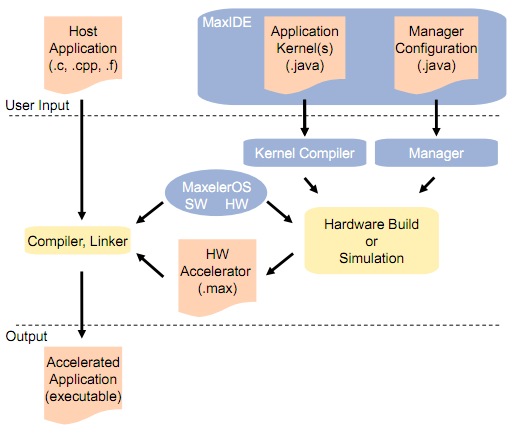 MaxIDE
Host
Application
(.c, .cpp, .f)
Application
Kernel(s)
(.java)
Manager
Configuration
(.java)
User Input
Kernel Compiler
Manager
MaxelerOS
SW HW
Compiler, Linker
Hardware Build
or
Simulation
HW
Accelerator
(.max)
Output
Accelerated
Application
(executable)